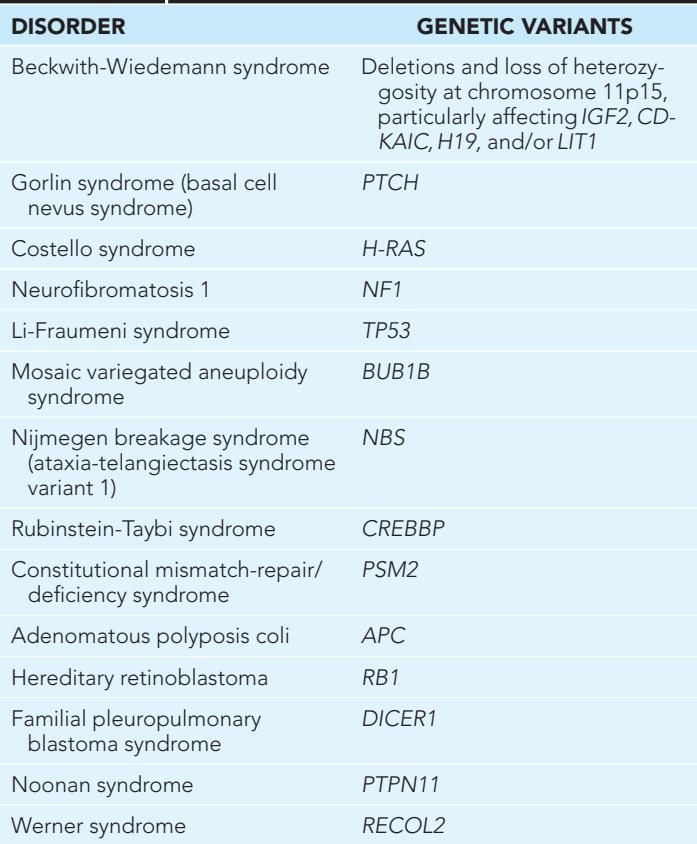 DISORDER GENETIC VARIANTS
Beckwith-Wiedemann syndrome Deletions and loss of heterozy-
gosity at chromosome 11p15,
particularly affecting IGF2, CD-
KAIC, H19, and/or LIT1
Gorlin syndrome (basal cell PTCH
nevus syndrome)
Costello syndrome H-RAS
Neurofibromatosis 1 NF1
Li-Fraumeni syndrome TP53
Mosaic variegated aneuploidy BUB1B
syndrome
Nijmegen breakage syndrome NBS
(ataxia-telangiectasis syndrome
variant 1)
Rubinstein-Taybi syndrome CREBBP
Constitutional mismatch-repair/ PSM2
deficiency syndrome
Adenomatous polyposis coli APC
Hereditary retinoblastoma RB1
Familial pleuropulmonary DICER1
blastoma syndrome
Noonan syndrome PTPN11
Werner syndrome RECOL2